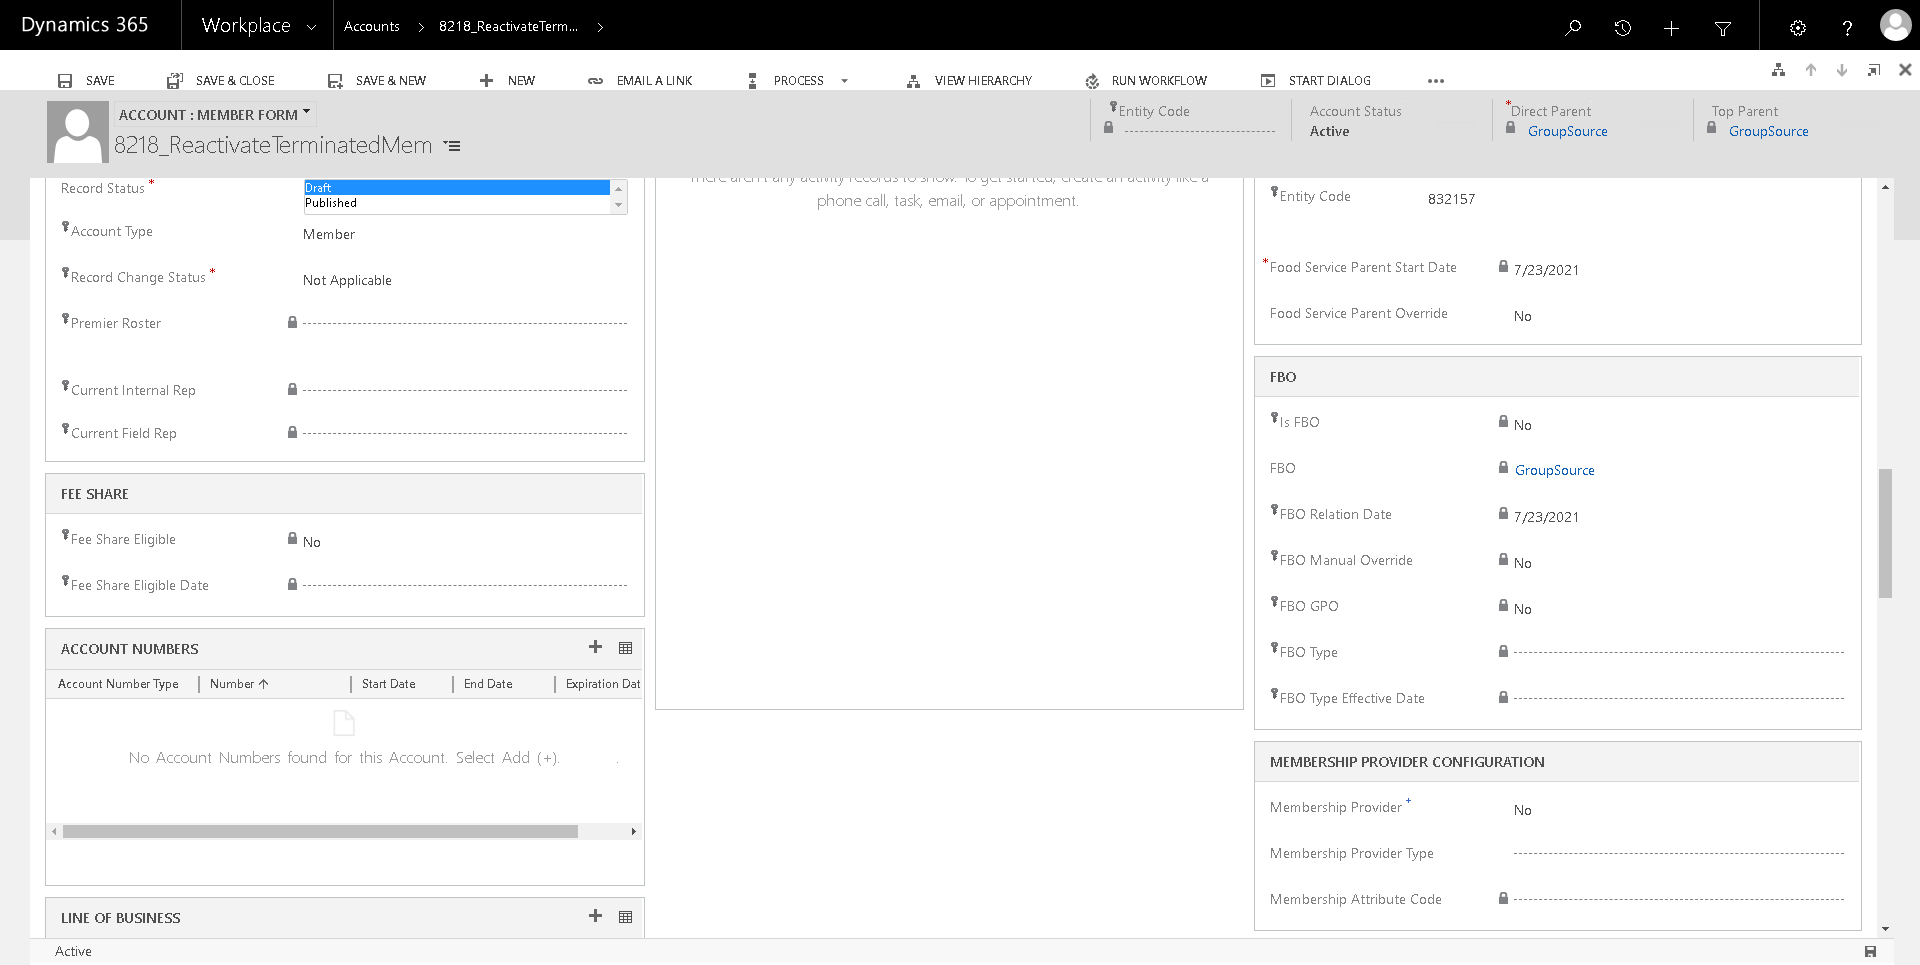 Dynamics 365
Workplace
Accounts
8218_ReactivateTerm...
SAVE
SAVE & CLOSE
SAVE & NEW
NEW
EMAIL A LINK
PROCESS
VIEW HIERARCHY
RUN WORKFLOW
START DIALOG
ACCOUNT : MEMBER FORM
8218_ReactivateTerminatedMem
Entity Code
Account Status
Active
Direct Parent
GroupSource
Top Parent
GroupSource
Record Status *
Draft
Published
Account Type
Member
Record Change Status *
Not Applicable
Premier Roster
Current Internal Rep
Current Field Rep
FEE SHARE
Fee Share Eligible
No
Fee Share Eligible Date
ACCOUNT NUMBERS
Account Number Type
Number
Start Date
End Date
Expiration Dat
No Account Numbers found for this Account. Select Add (+).
LINE OF BUSINESS
There aren't any activity records to show. To get started, create an activity like a
phone call, task, email, or appointment.
Entity Code
832157
*Food Service Parent Start Date
7/23/2021
Food Service Parent Override
No
FBO
Is FBO
No
FBO
GroupSource
FBO Relation Date
7/23/2021
FBO Manual Override
No
FBO GPO
No
FBO Type
FBO Type Effective Date
MEMBERSHIP PROVIDER CONFIGURATION
Membership Provider +
No
Membership Provider Type
Membership Attribute Code
Active